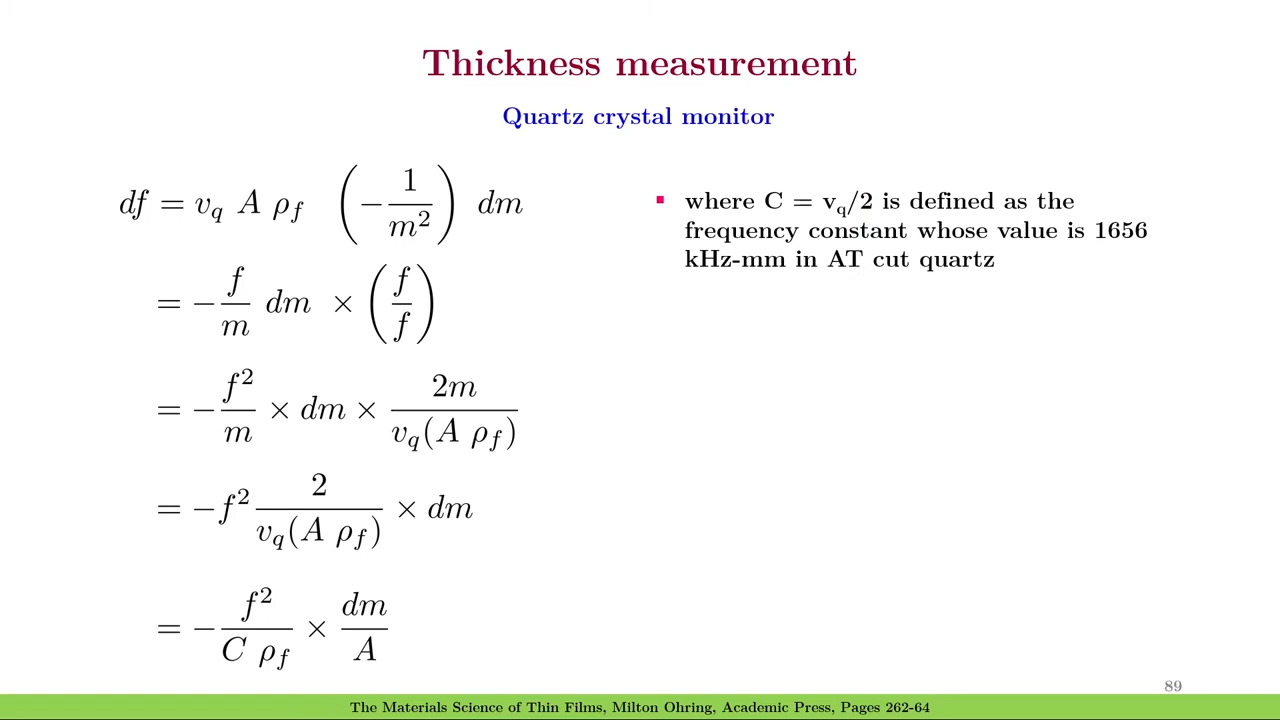 Thickness measurement
Quartz crystal monitor
df = v_q A ρ_f (−1/m²) dm
= −f/m dm × (f/f)
= −f²/m × dm × 2m/v_q(A ρ_f)
= −f² 2/v_q(A ρ_f) × dm
= −f²/C ρ_f × dm/A
▪ where C = v_q/2 is defined as the
frequency constant whose value is 1656
kHz-mm in AT cut quartz
89
The Materials Science of Thin Films, Milton Ohring, Academic Press, Pages 262-64